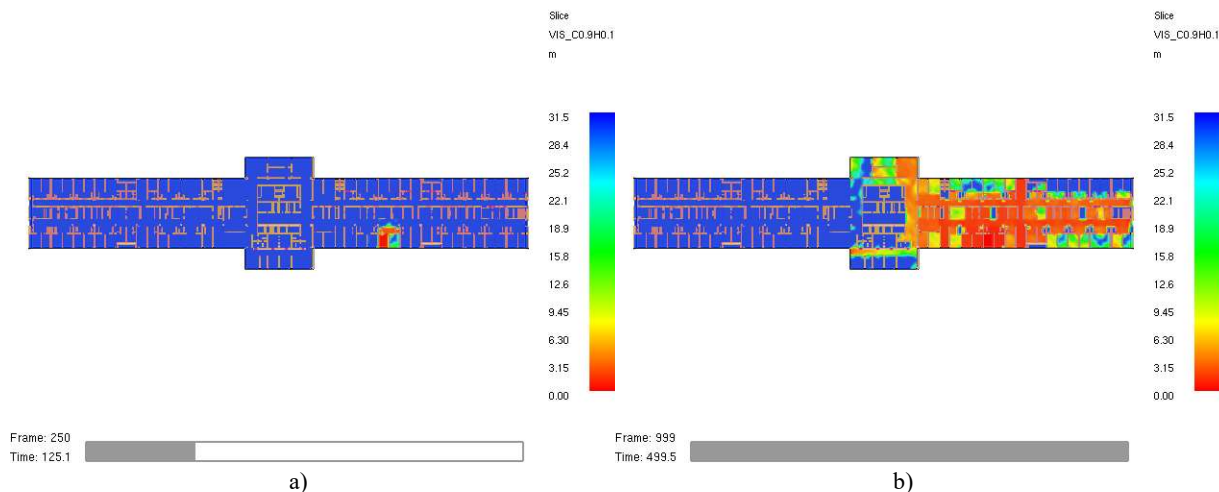 Slice
VIS_C0.9H0.1
m
31.5
28.4
25.2
22.1
18.9
15.8
12.6
9.45
6.30
3.15
0.00
Frame: 250
Time: 125.1
a)
Slice
VIS_C0.9H0.1
m
31.5
28.4
25.2
22.1
18.9
15.8
12.6
9.45
6.30
3.15
0.00
Frame: 999
Time: 499.5
b)